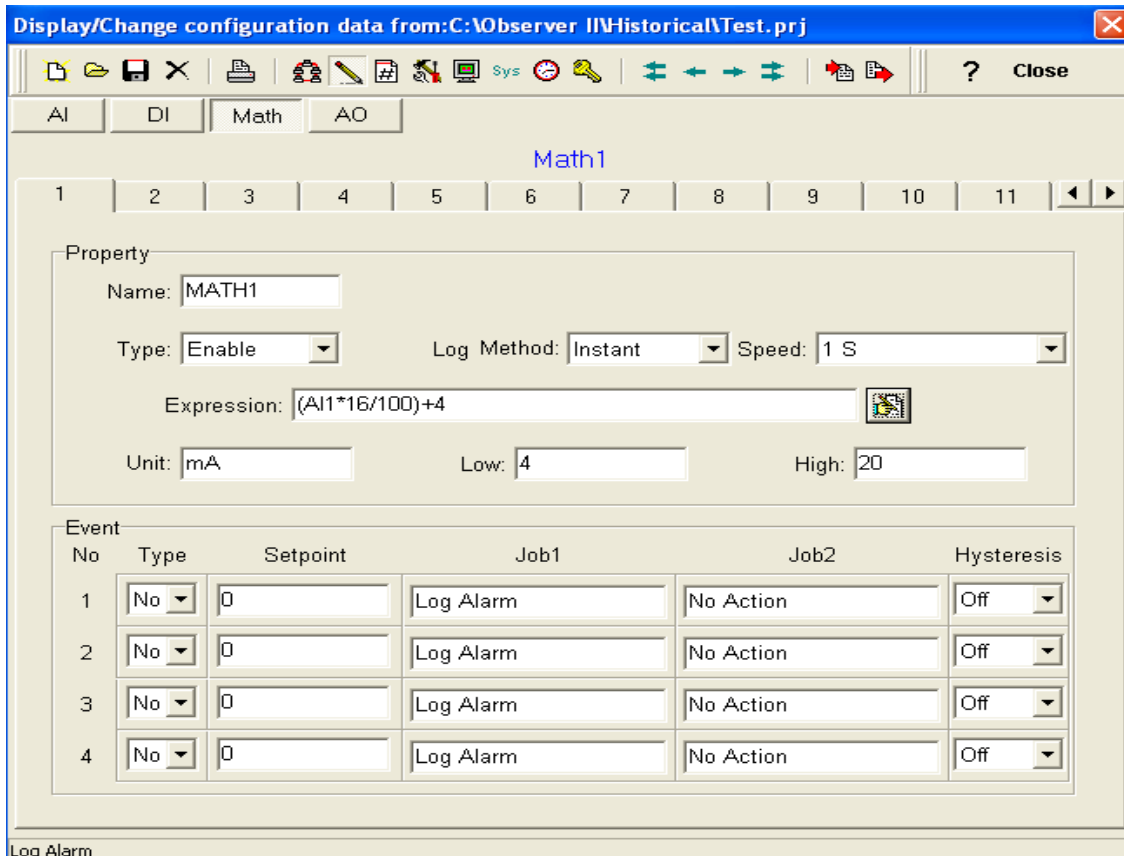 Display/Change configuration data from:C:\Observer II\Historical\Test.prj
Sys ? Close
AI DI Math AO
Math1
1 2 3 4 5 6 7 8 9 10 11
Property
Name: MATH1
Type: Enable Log Method: Instant Speed: 1 S
Expression: (AI1*16/100)+4
Unit: mA Low: 4 High: 20
Event
No Type Setpoint Job1 Job2 Hysteresis
1 No 0 Log Alarm No Action Off
2 No 0 Log Alarm No Action Off
3 No 0 Log Alarm No Action Off
4 No 0 Log Alarm No Action Off
Log Alarm